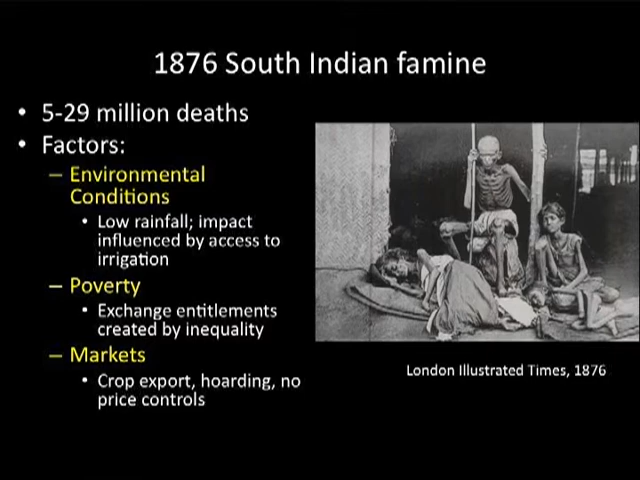 1876 South Indian famine
• 5-29 million deaths
• Factors:
– Environmental
Conditions
• Low rainfall; impact
influenced by access to
irrigation
– Poverty
• Exchange entitlements
created by inequality
– Markets
• Crop export, hoarding, no
price controls
London Illustrated Times, 1876